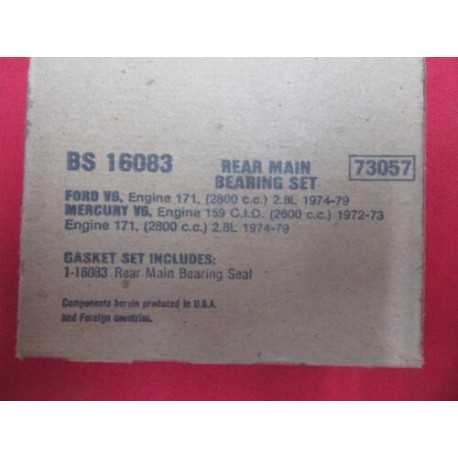 BS 16083 REAR MAIN BEARING SET 73057
FORD V6, Engine 171, (2800 c.c.) 2.8L 1974-79
MERCURY V6, Engine 159 C.I.D. (2600 c.c.) 1972-73
Engine 171, (2800 c.c.) 2.8L 1974-79
GASKET SET INCLUDES:
1-16083 Rear Main Bearing Seal
Components herein produced in U.S.A.
and Foreign countries.